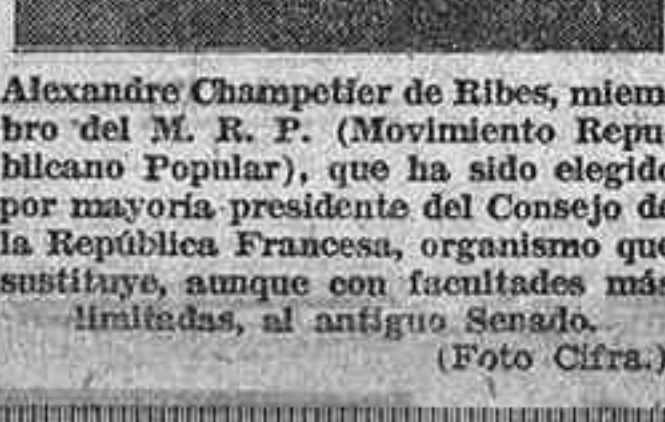 Alexandre Champetier de Ribes, miem
bro del M. R. P. (Movimiento Repu
blicano Popular), que ha sido elegido
por mayoría presidente del Consejo de
la República Francesa, organismo que
sustituye, aunque con facultades más
limitadas, al antiguo Senado.
(Foto Cifra.)